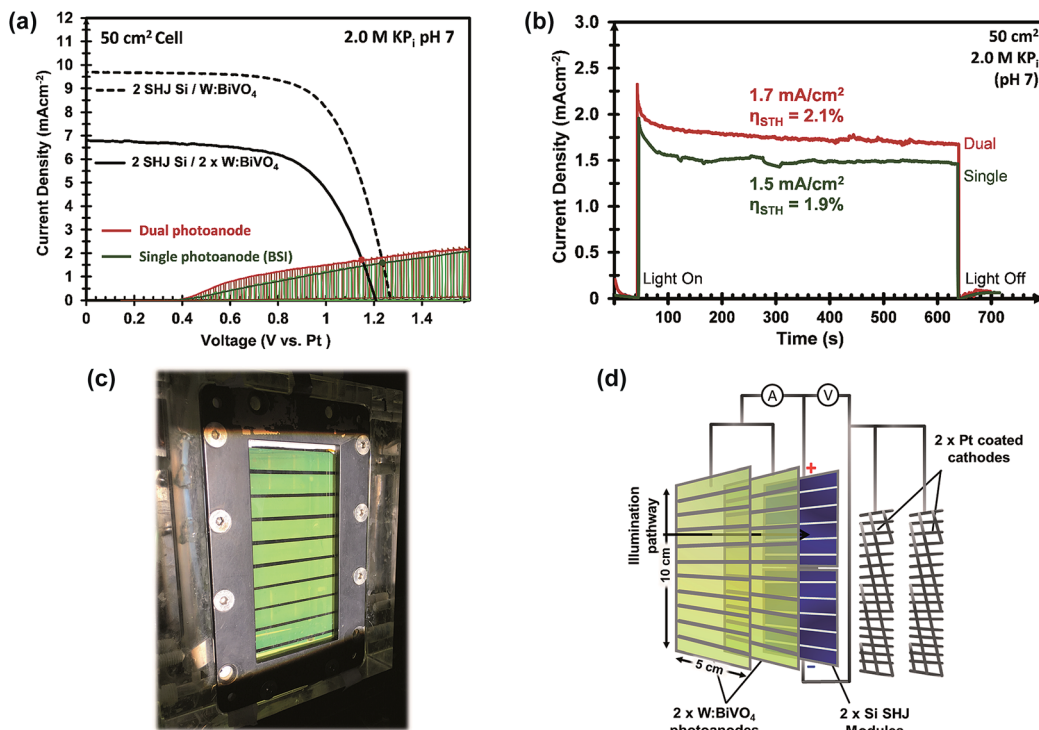 (a)
12
11
10
9
8
7
6
5
4
3
2
1
0
Current Density (mAcm⁻²)
50 cm² Cell
2.0 M KPᵢ pH 7
2 SHJ Si / W:BiVO₄
2 SHJ Si / 2 x W:BiVO₄
Dual photoanode
Single photoanode (BSI)
0 0.2 0.4 0.6 0.8 1 1.2 1.4
Voltage (V vs. Pt )
(b)
3.0
2.5
2.0
1.5
1.0
0.5
0
Current Density (mAcm⁻²)
50 cm²
2.0 M KPᵢ
(pH 7)
1.7 mA/cm²
η_STH = 2.1%
Dual
Single
1.5 mA/cm²
η_STH = 1.9%
Light On
Light Off
0 100 200 300 400 500 600 700
Time (s)
(c)
(d)
A
V
2 x Pt coated
cathodes
+
Illumination
pathway
10 cm
5 cm
−
2 x W:BiVO₄
photoanodes
2 x Si SHJ
Modules